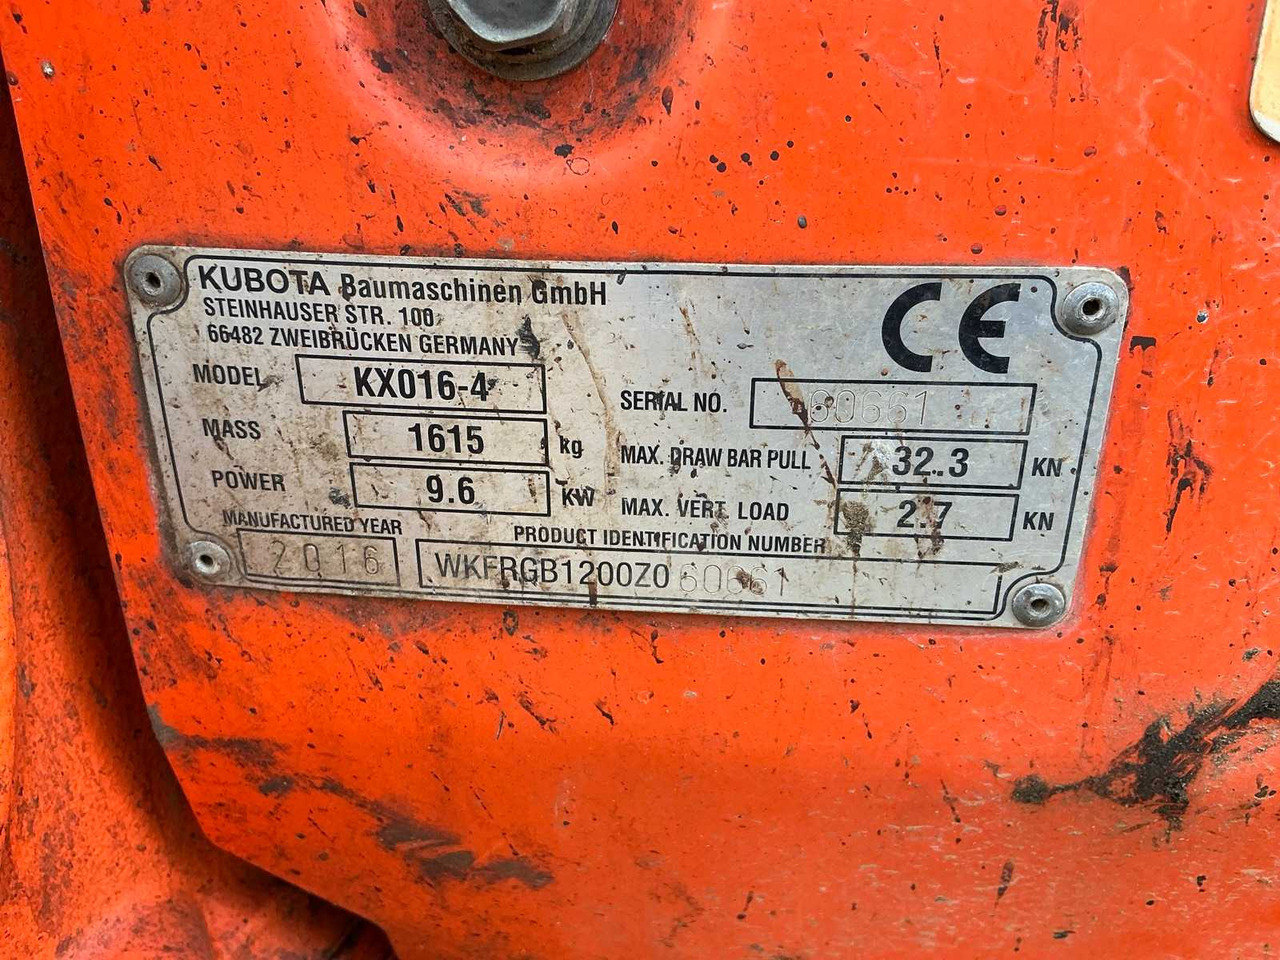 KUBOTA Baumaschinen GmbH
STEINHAUSER STR. 100
66482 ZWEIBRÜCKEN GERMANY
CE
MODEL KX016-4
MASS 1615 kg
POWER 9.6 KW
SERIAL NO. 60661
MAX. DRAW BAR PULL 32.3 KN
MAX. VERT. LOAD 2.7 KN
MANUFACTURED YEAR
2016
PRODUCT IDENTIFICATION NUMBER
WKFRGB1200Z060661